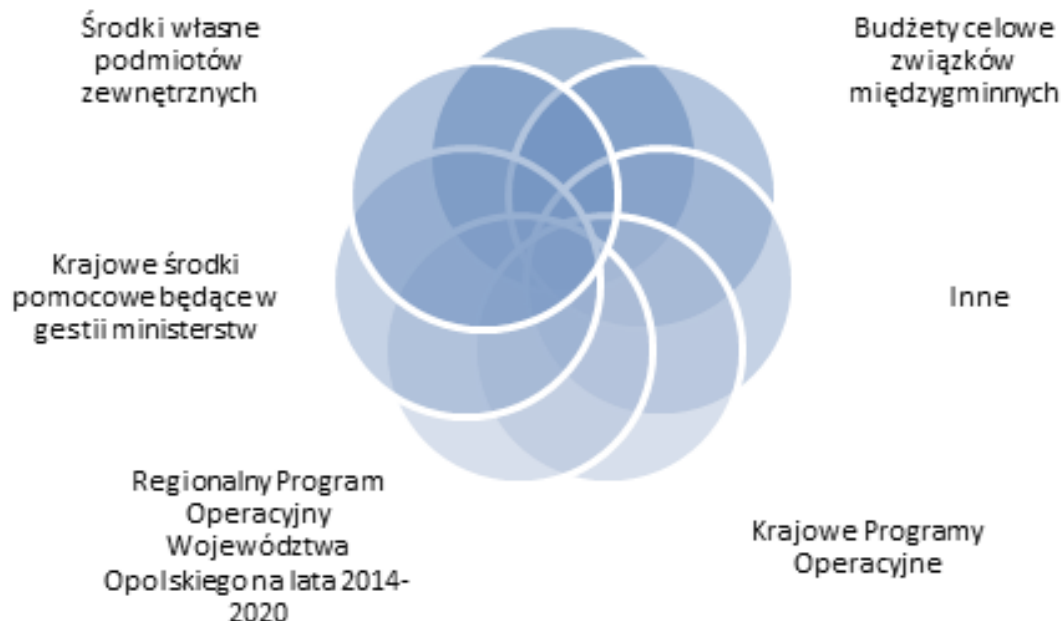 Środki własne
podmiotów
zewnętrznych
Budżety celowe
związków
międzygminnych
Krajowe środki
pomocowe będące w
gestii ministerstw
Inne
Regionalny Program
Operacyjny
Województwa
Opolskiego na lata 2014-
2020
Krajowe Programy
Operacyjne